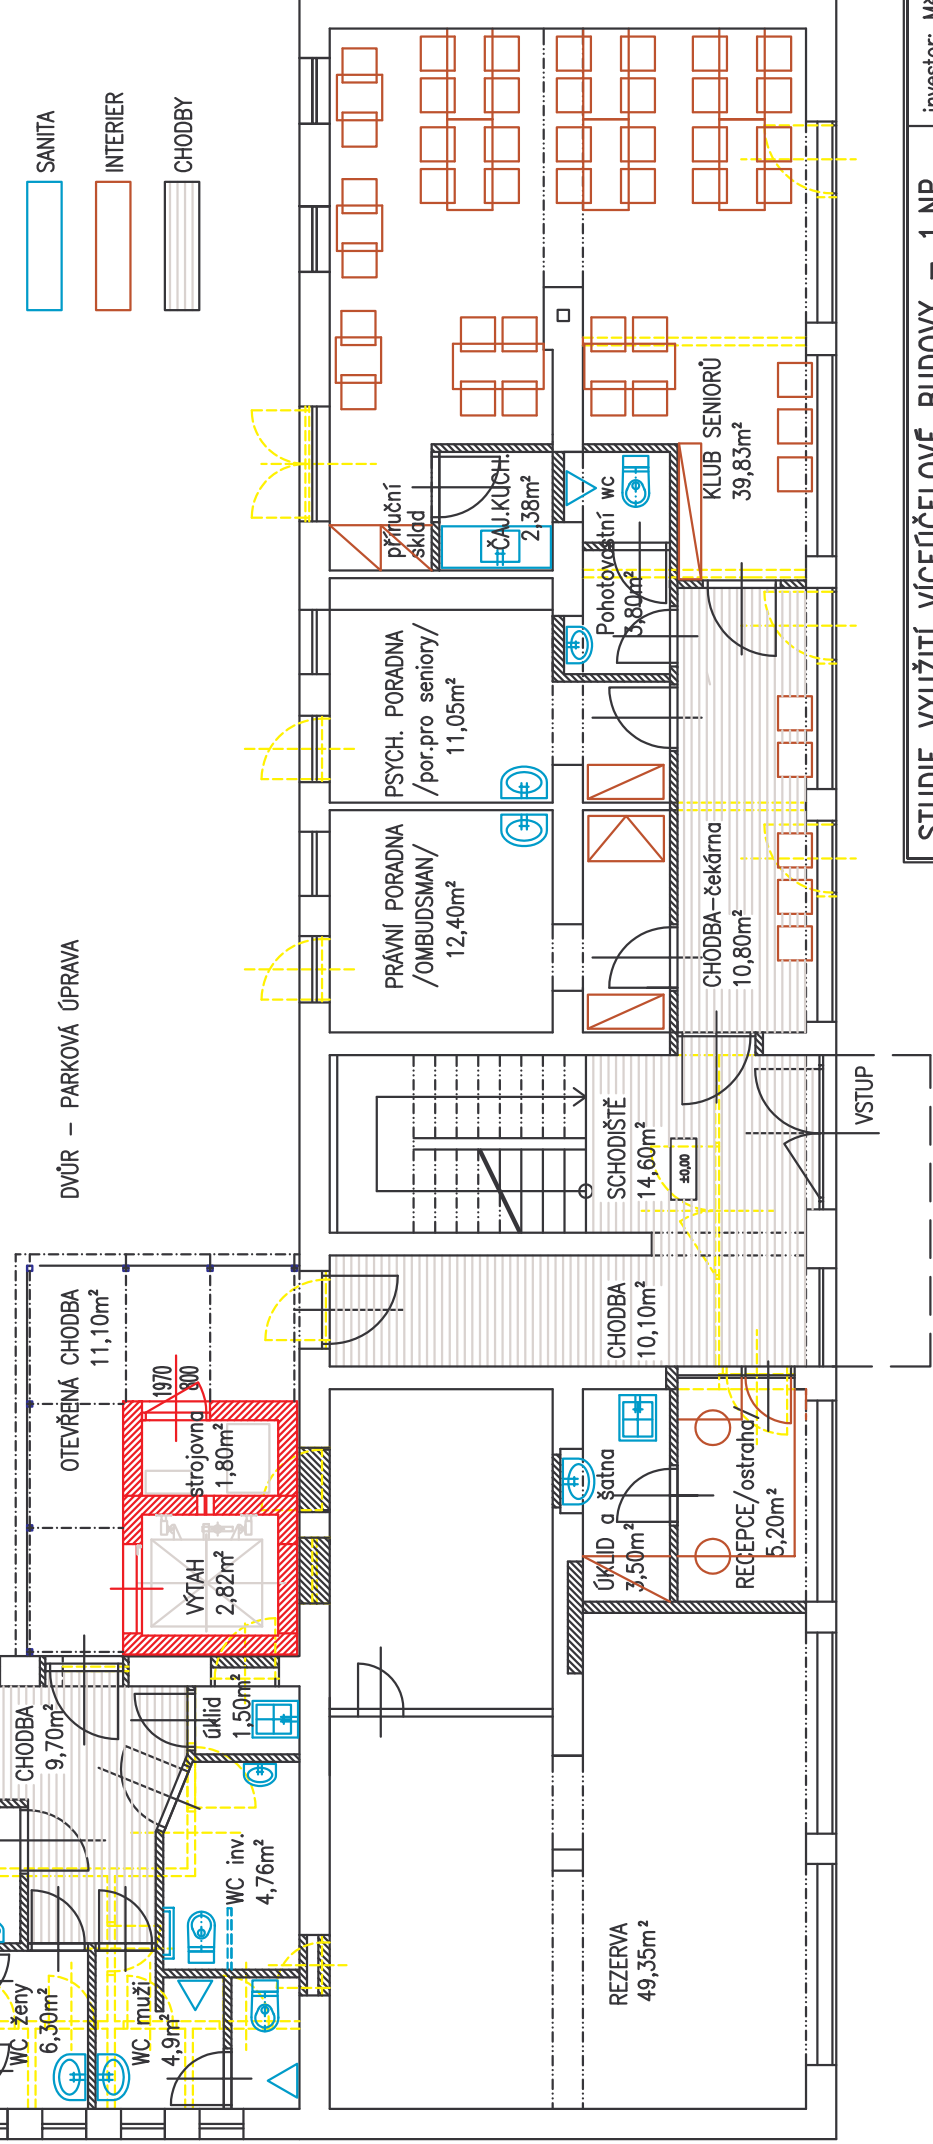 SANITA
INTERIER
CHODBY
DVŮR – PARKOVÁ ÚPRAVA
příruční
sklad
ČAJ.KUCH.
2,38m²
Pohotovostní WC
3,80m²
KLUB SENIORŮ
39,83m²
PSYCH. PORADNA
/por.pro seniory/
11,05m²
PRÁVNÍ PORADNA
/OMBUDSMAN/
12,40m²
CHODBA–čekárna
10,80m²
SCHODIŠTĚ
14,60m²
±0,00
VSTUP
CHODBA
10,10m²
OTEVŘENÁ CHODBA
11,10m²
1970
800
strojovna
1,80m²
VÝTAH
2,82m²
ÚKLID a šatna
3,50m²
RECEPCE/ostraha/
5,20m²
CHODBA
9,70m²
úklid
1,50m²
WC inv.
4,76m²
WC ženy
6,30m²
WC muži
4,9m²
REZERVA
49,35m²
STUDIE VYUŽITÍ VÍCEÚČELOVÉ BUDOVY – 1.NP
investor: